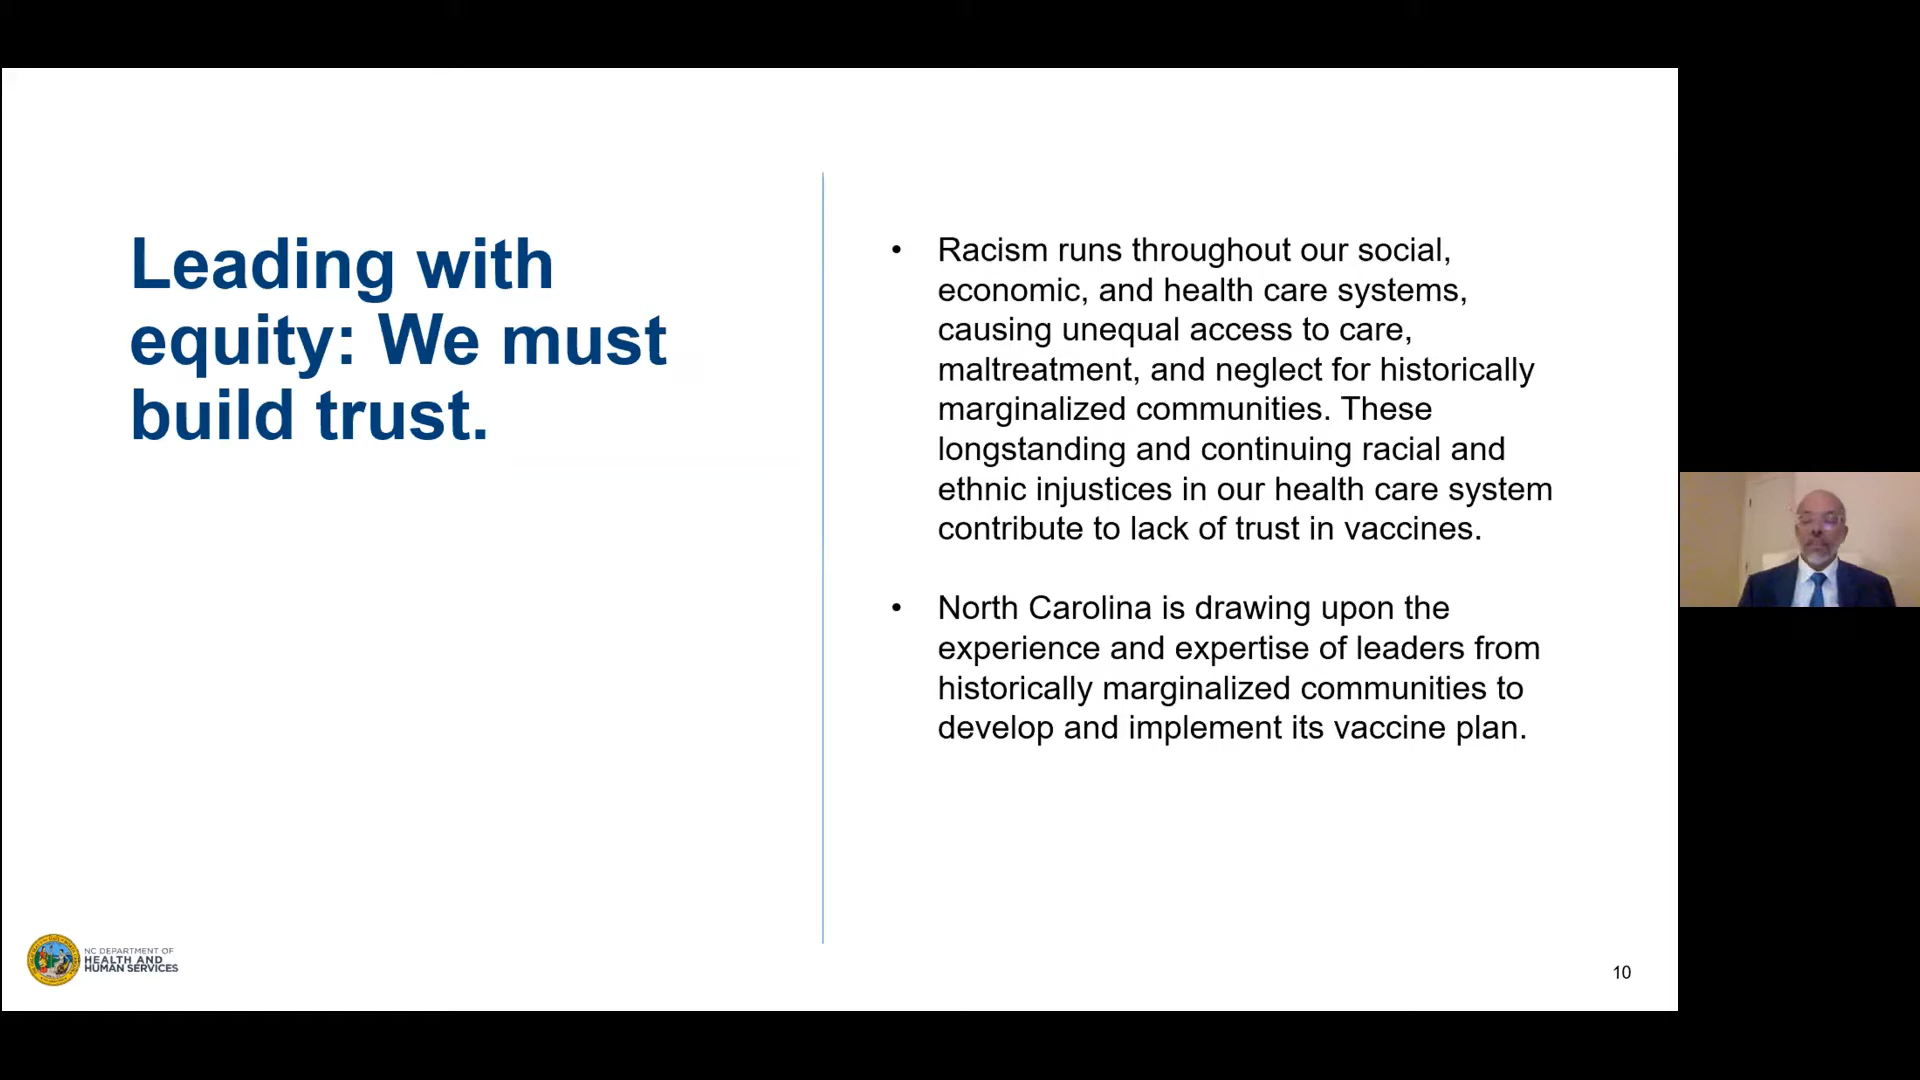 Leading with
equity: We must
build trust.
• Racism runs throughout our social,
economic, and health care systems,
causing unequal access to care,
maltreatment, and neglect for historically
marginalized communities. These
longstanding and continuing racial and
ethnic injustices in our health care system
contribute to lack of trust in vaccines.
• North Carolina is drawing upon the
experience and expertise of leaders from
historically marginalized communities to
develop and implement its vaccine plan.
NC DEPARTMENT OF
HEALTH AND
HUMAN SERVICES
10